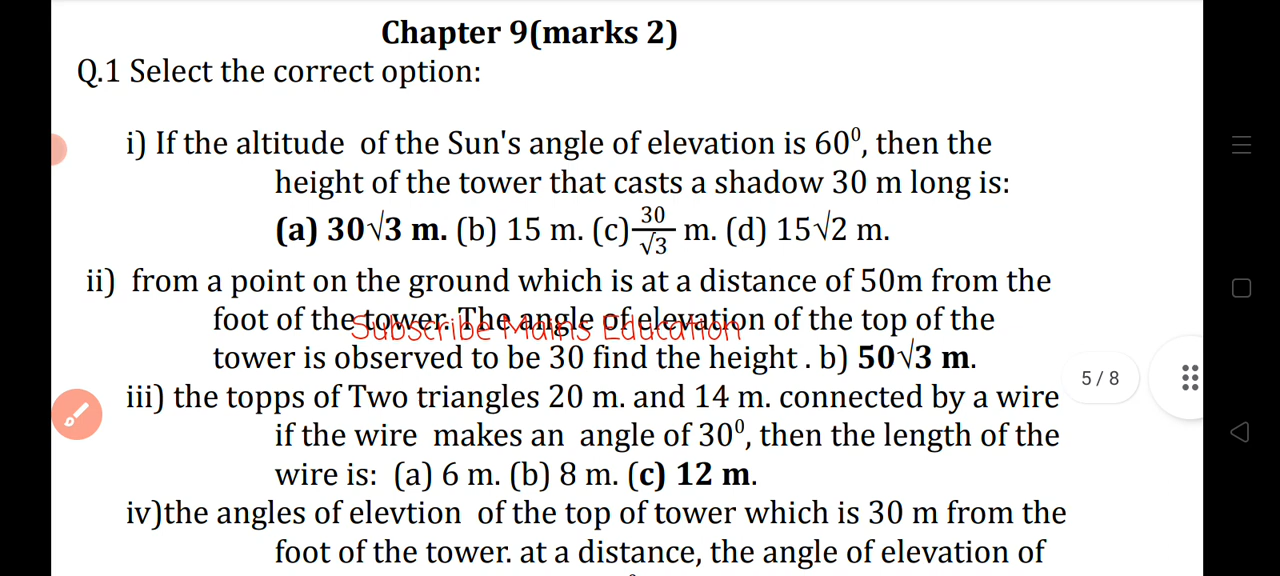 Chapter 9(marks 2)
Q.1 Select the correct option:
i) If the altitude of the Sun's angle of elevation is 60⁰, then the
height of the tower that casts a shadow 30 m long is:
(a) 30√3 m. (b) 15 m. (c) 30/√3 m. (d) 15√2 m.
ii) from a point on the ground which is at a distance of 50m from the
foot of the tower. The angle of elevation of the top of the
Subscribe Mains Education
tower is observed to be 30 find the height . b) 50√3 m.
5 / 8
iii) the topps of Two triangles 20 m. and 14 m. connected by a wire
if the wire makes an angle of 30⁰, then the length of the
wire is: (a) 6 m. (b) 8 m. (c) 12 m.
iv)the angles of elevtion of the top of tower which is 30 m from the
foot of the tower. at a distance, the angle of elevation of